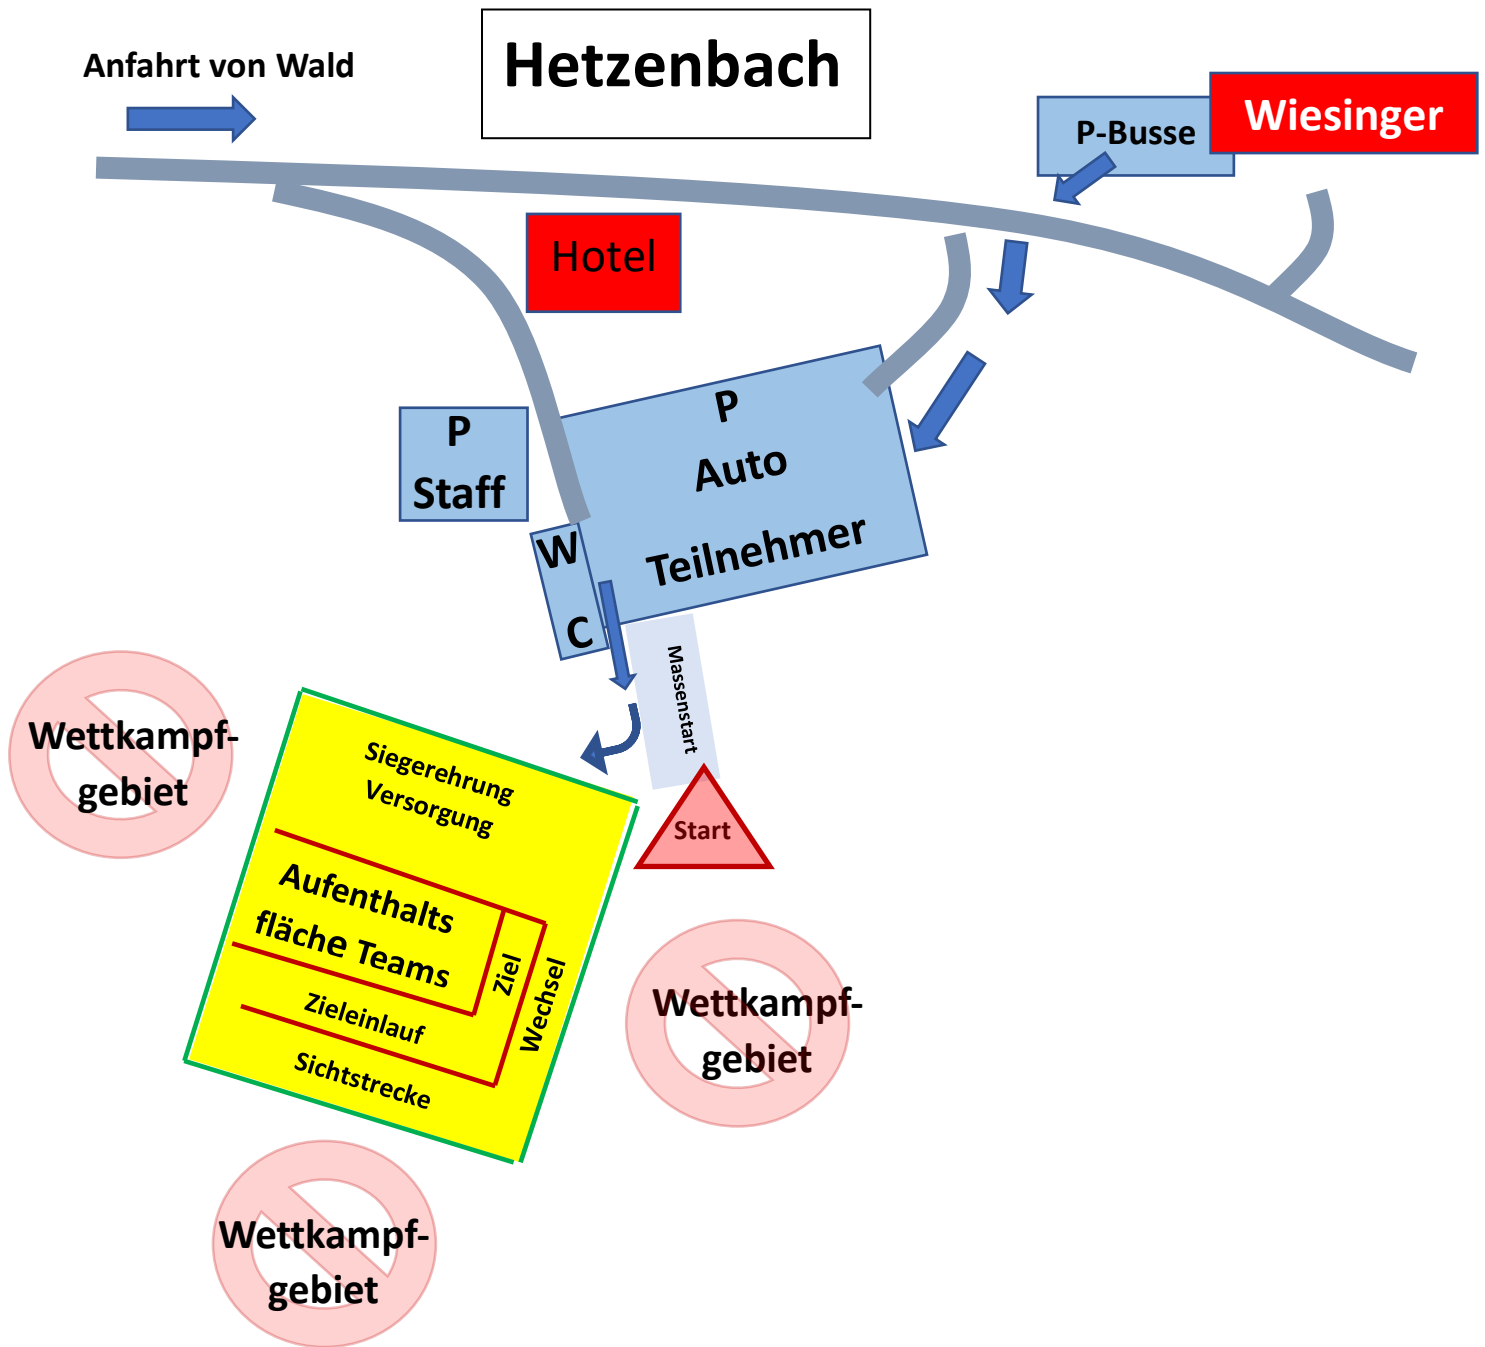 Hetzenbach
Anfahrt von Wald
P-Busse
Wiesinger
Hotel
P
Staff
P
Auto
Teilnehmer
W
C
Massenstart
Start
Wettkampf-
gebiet
Siegerehrung
Versorgung
Aufenthalts
fläche Teams
Ziel
Wechsel
Zieleinlauf
Sichtstrecke
Wettkampf-
gebiet
Wettkampf-
gebiet